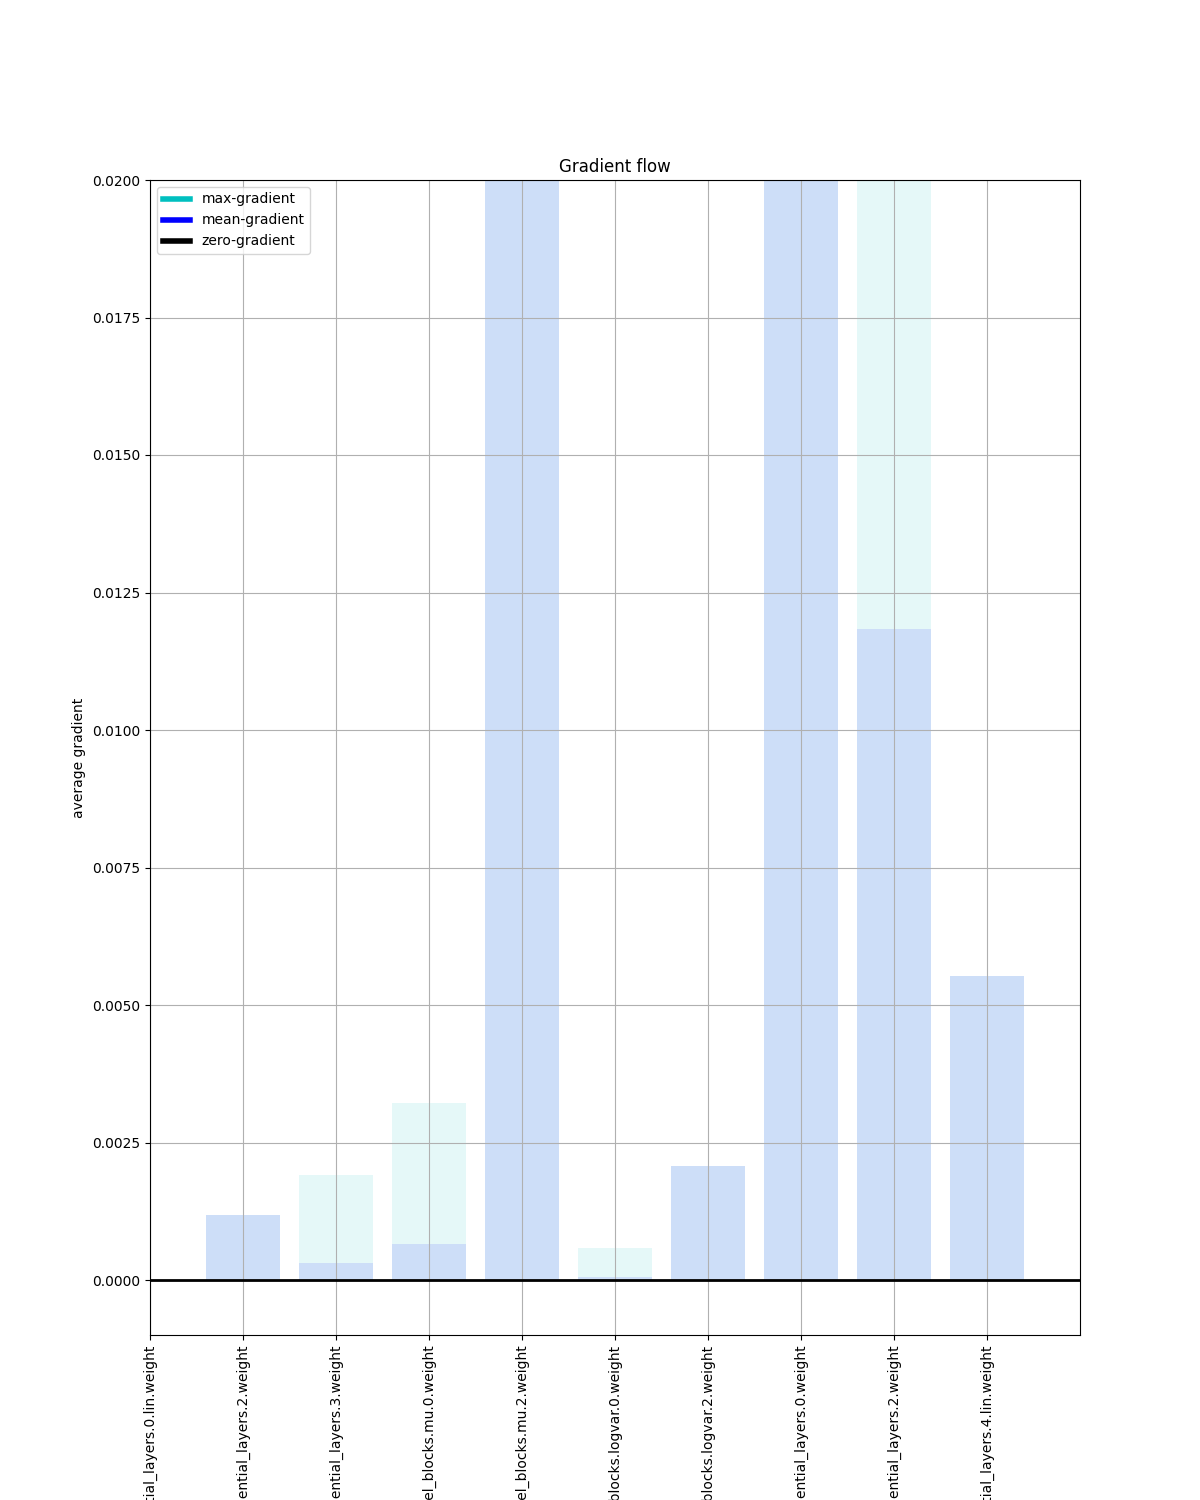 Gradient flow
max-gradient
mean-gradient
zero-gradient
0.0200
0.0175
0.0150
0.0125
0.0100
0.0075
0.0050
0.0025
0.0000
average gradient
tial_layers.0.lin.weight
ential_layers.2.weight
ential_layers.3.weight
el_blocks.mu.0.weight
el_blocks.mu.2.weight
blocks.logvar.0.weight
blocks.logvar.2.weight
ential_layers.0.weight
ential_layers.2.weight
tial_layers.4.lin.weight